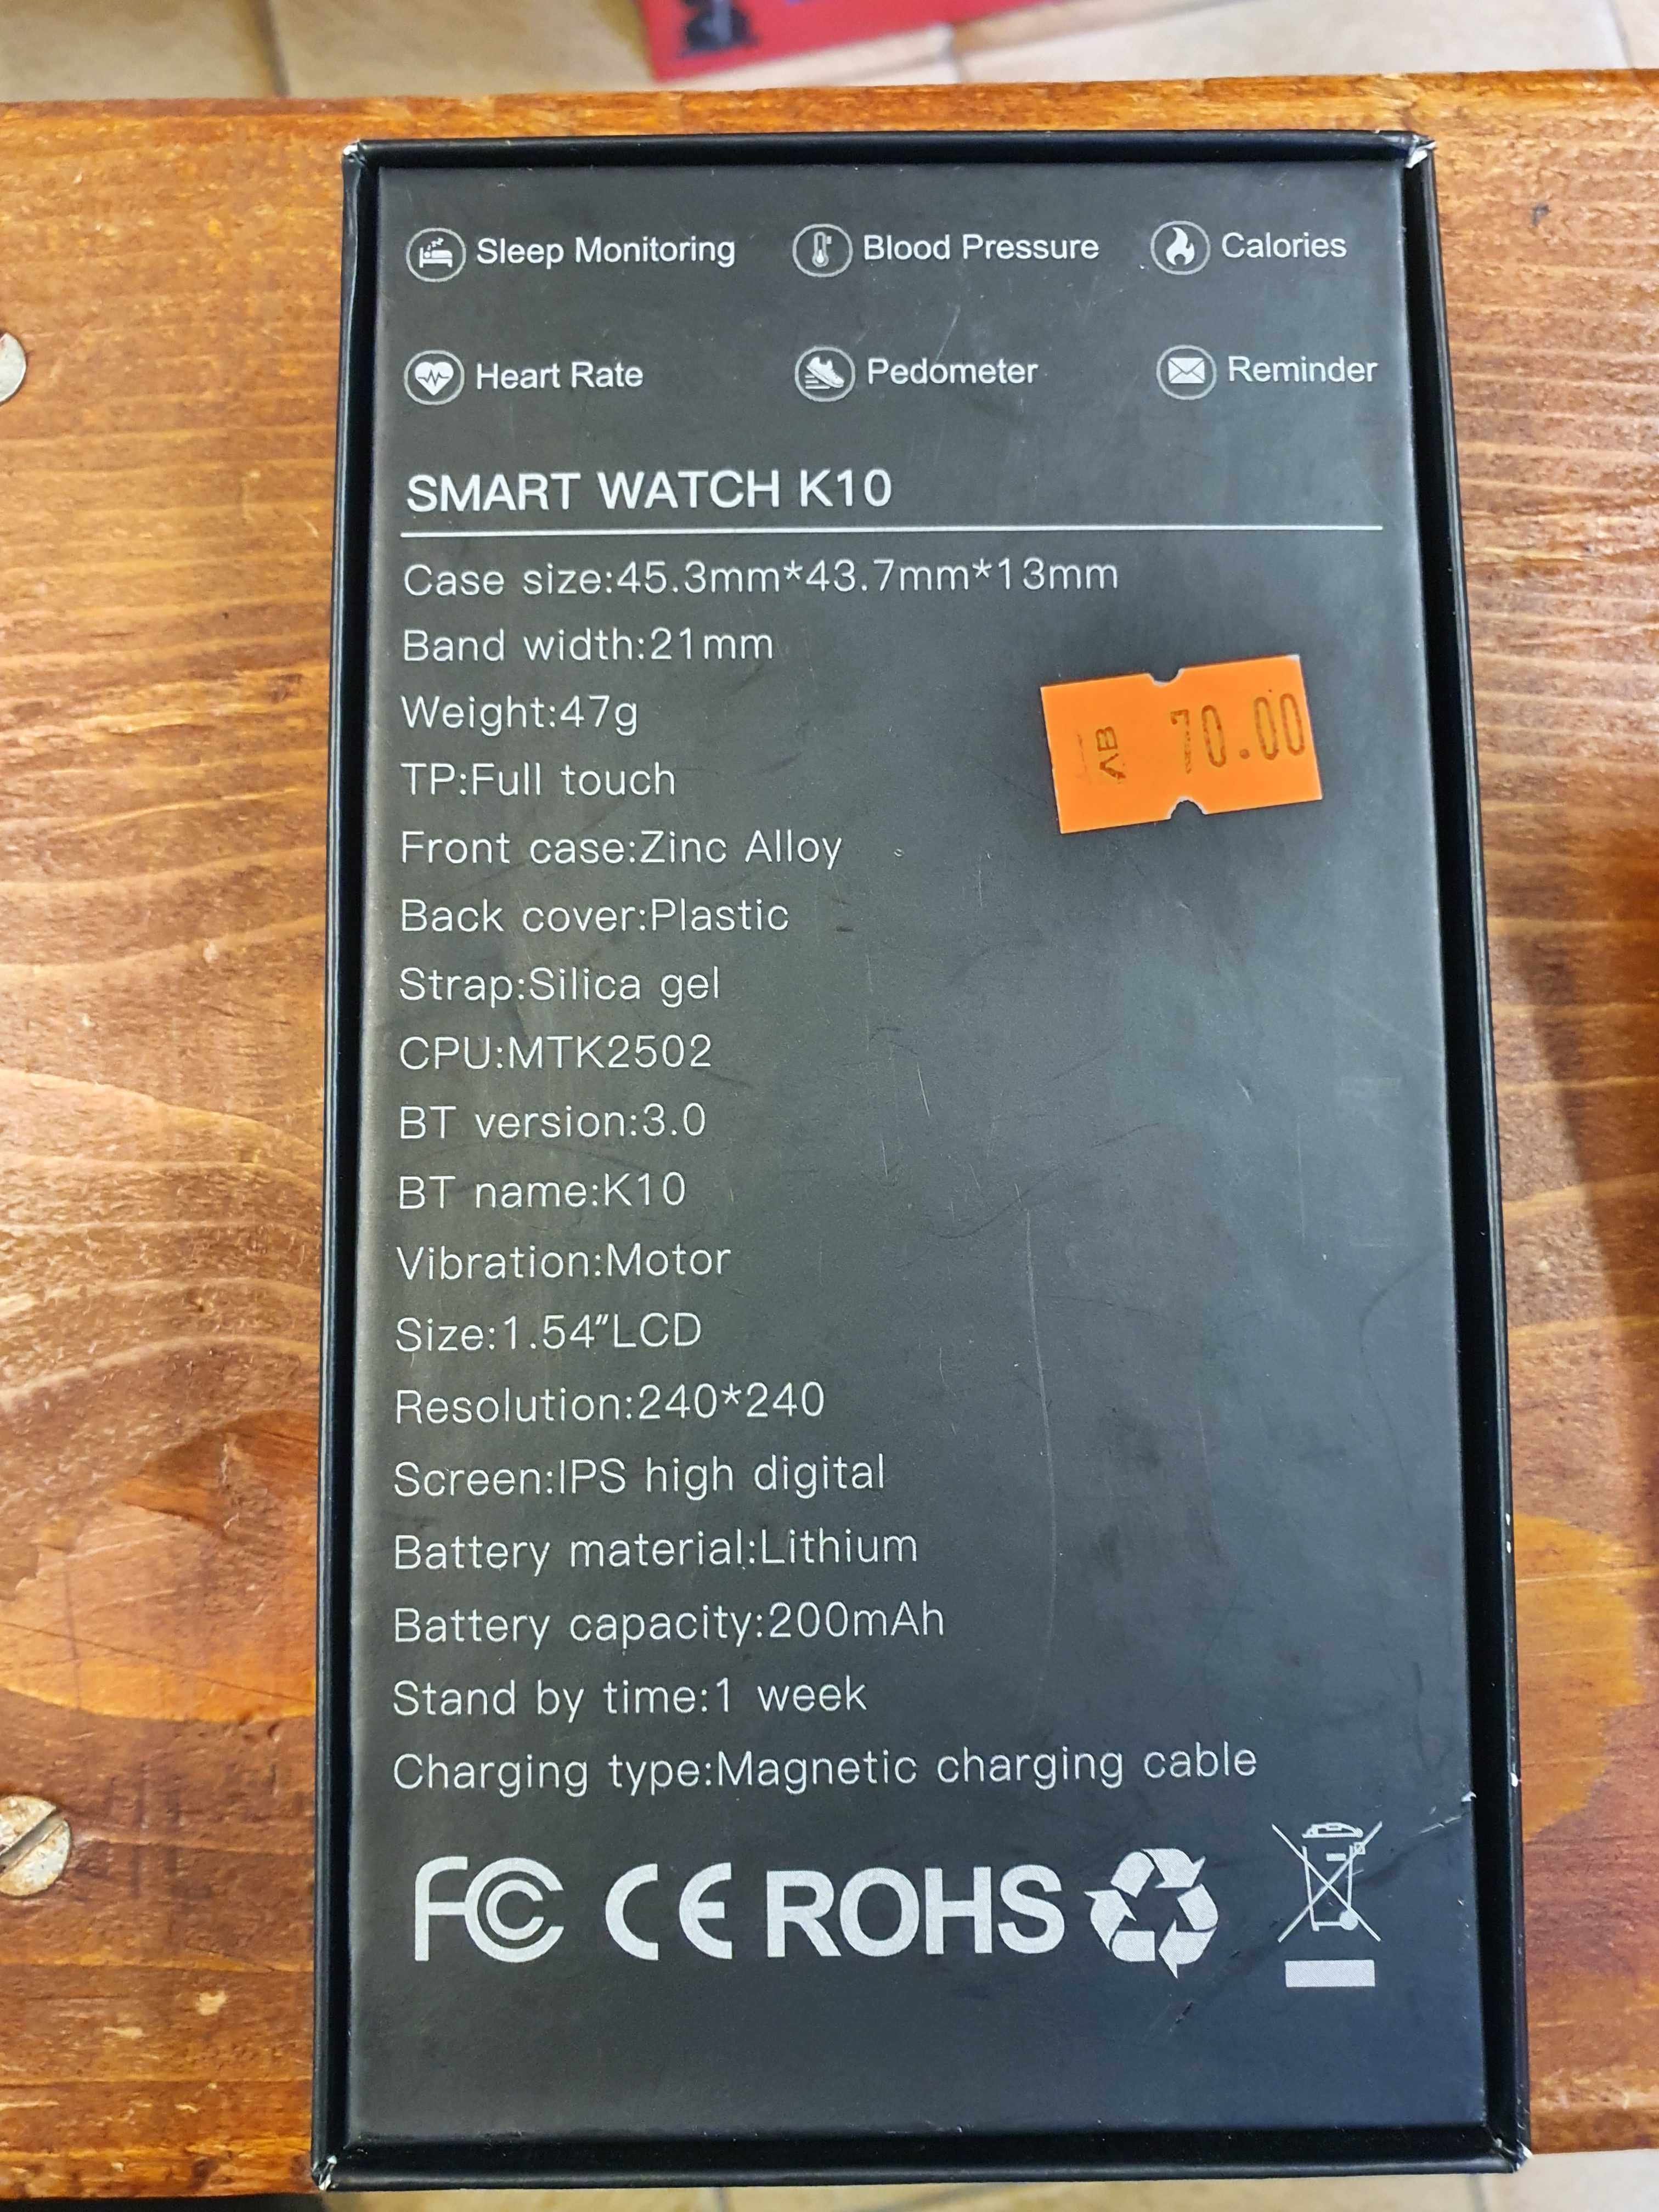 Sleep Monitoring Blood Pressure Calories
Heart Rate Pedometer Reminder
SMART WATCH K10
Case size:45.3mm*43.7mm*13mm
Band width:21mm
Weight:47g
AB 70.00
TP:Full touch
Front case:Zinc Alloy
Back cover:Plastic
Strap:Silica gel
CPU:MTK2502
BT version:3.0
BT name:K10
Vibration:Motor
Size:1.54"LCD
Resolution:240*240
Screen:IPS high digital
Battery material:Lithium
Battery capacity:200mAh
Stand by time:1 week
Charging type:Magnetic charging cable
FC CE ROHS